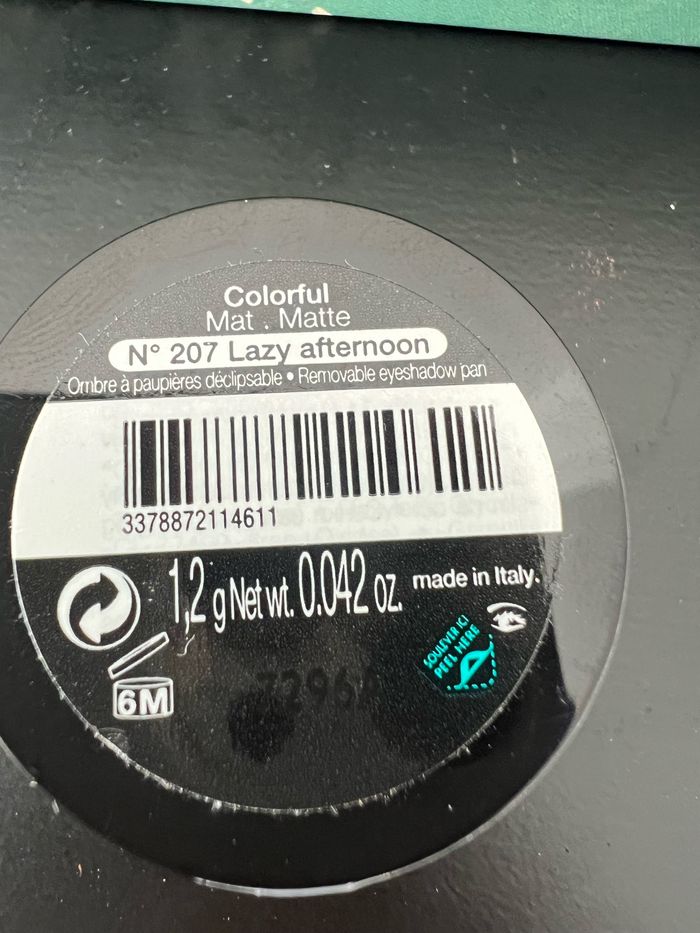 Colorful
Mat . Matte
N° 207 Lazy afternoon
Ombre à paupières déclipsable • Removable eyeshadow pan
3378872114611
1,2 g Net wt. 0.042 oz. made in Italy.
SOULEVER ICI
PEEL HERE
6M